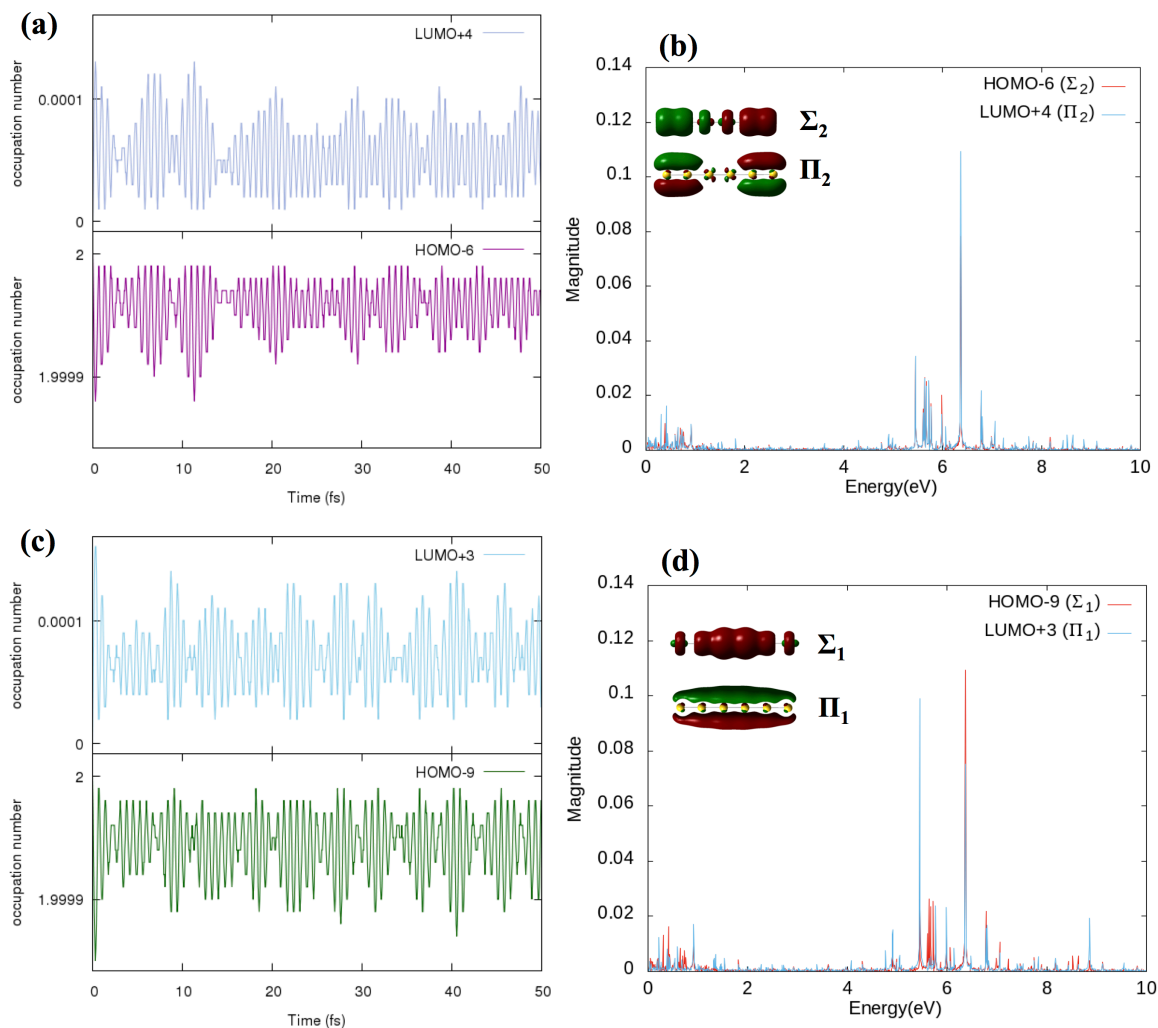 (a)
LUMO+4
occupation number
0.0001
0
HOMO-6
occupation number
2
1.9999
0 10 20 30 40 50
Time (fs)
(b)
HOMO-6 (Σ2)
LUMO+4 (Π2)
Σ2
Π2
Magnitude
0.14
0.12
0.1
0.08
0.06
0.04
0.02
0
0 2 4 6 8 10
Energy(eV)
(c)
LUMO+3
occupation number
0.0001
0
HOMO-9
occupation number
2
1.9999
0 10 20 30 40 50
Time (fs)
(d)
HOMO-9 (Σ1)
LUMO+3 (Π1)
Σ1
Π1
Magnitude
0.14
0.12
0.1
0.08
0.06
0.04
0.02
0
0 2 4 6 8 10
Energy(eV)